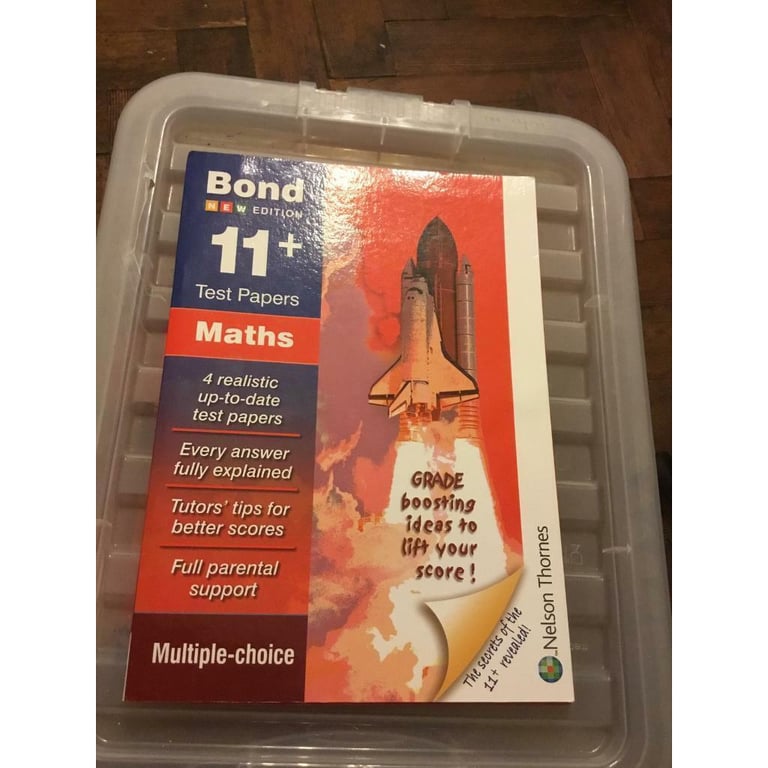 Bond
NEW EDITION
11+
Test Papers
Maths
4 realistic
up-to-date
test papers
Every answer
fully explained
Tutors' tips for
better scores
Full parental
support
Multiple-choice
GRADE
boosting
ideas to
lift your
score!
The secrets of the
11+ revealed!
Nelson Thornes